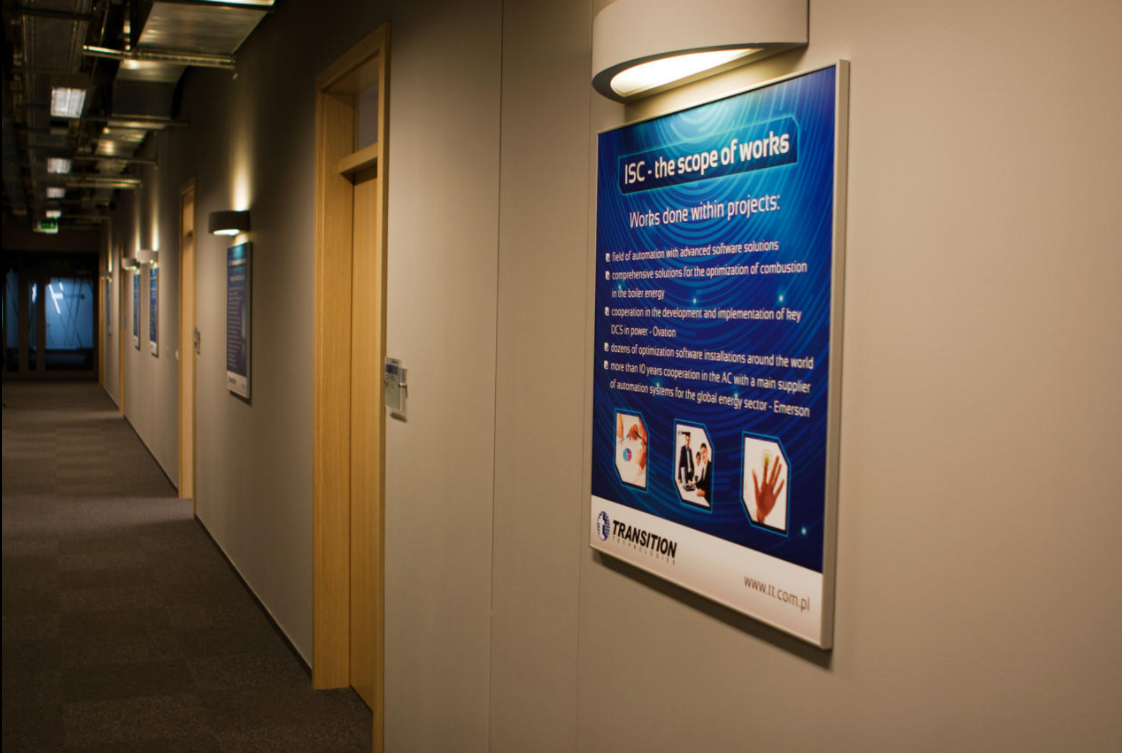 ISC - the scope of works
Works done within projects:
field of automation with advanced software solutions
comprehensive solutions for the optimization of combustion
in the boiler energy
cooperation in the development and implementation of key
DCS in power - Ovation
dozens of optimization software installations around the world
more than 10 years cooperation in the AC with a main supplier
of automation systems for the global energy sector - Emerson
TRANSITION
TECHNOLOGIES
www.tt.com.pl